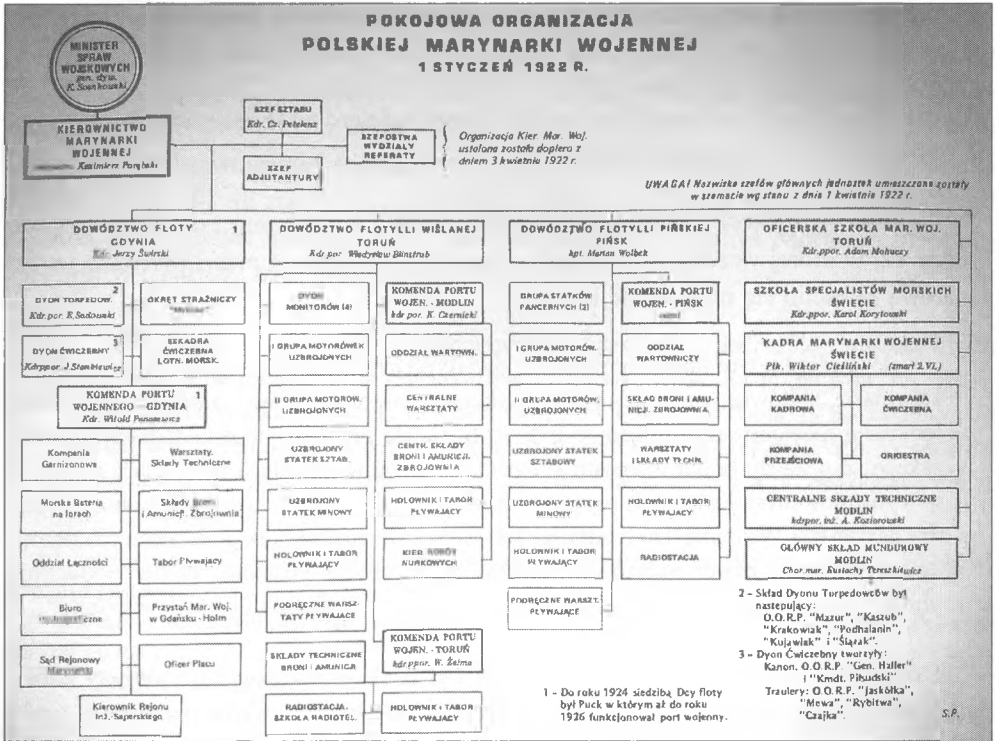 POKOJOWA ORGANIZACJA
POLSKIEJ MARYNARKI WOJENNEJ
1 STYCZEŃ 1922 R.
MINISTER
SPRAW
WOJSKOWYCH
gen. dyw.
K. Sosnkowski
KIEROWNICTWO
MARYNARKI
WOJENNEJ
Kazimierz Porębski
SZEF SZTABU
Kdr. Cz. Petelenz
SZEFOSTWA
WYDZIAŁY
REFERATY
Organizacja Kier. Mar. Woj.
ustalona została dopiero z
dniem 3 kwietnia 1922 r.
SZEF
ADJUTANTURY
UWAGA! Nazwiska szefów głównych jednostek umieszczone zostały
w szemacie wg stanu z dnia 1 kwietnia 1922 r.
DOWÓDZTWO FLOTY 1
GDYNIA
Jerzy Świrski
2
DYON TORPEDOW.
Kdr.por. R. Sadowski
OKRĘT STRAŻNICZY
3
DYON ĆWICZEBNY
Kdr.ppor. J. Stankiewicz
ESKADRA
ĆWICZEBNA
LOTN. MORSK.
KOMENDA PORTU 1
WOJENNEGO - GDYNIA
Kdr. Witold
Kompania
Garnizonowa
Warsztaty.
Składy Techniczne
Morska Bateria
na lorach
Składy
i Amunicji. Zbrojownia
Oddział Łączności
Tabor Pływający
Biuro
Przystań Mar. Woj.
w Gdańsku - Holm
Sąd Rejonowy
Oficer Placu
Kierownik Rejonu
Inż.-Saperskiego
DOWÓDZTWO FLOTYLLI WIŚLANEJ
TORUŃ
Kdr.por Władysław Blinstrub
DYON
MONITORÓW (4)
KOMENDA PORTU
WOJEN. - MODLIN
kdr por. K. Czernicki
I GRUPA MOTORÓWEK
UZBROJONYCH
ODDZIAŁ WARTOWN.
II GRUPA MOTORÓW.
UZBROJONYCH
CENTRALNE
WARSZTATY
UZBROJONY
STATEK SZTAB.
CENTR. SKŁADY
BRONI I AMUNICJI.
ZBROJOWNIA
UZBROJONY
STATEK MINOWY
HOLOWNIK I TABOR
PŁYWAJĄCY
HOLOWNIK I TABOR
PŁYWAJĄCY
KIER
NURKOWYCH
PODRĘCZNE WARSZ-
TATY PŁYWAJĄCE
SKŁADY TECHNICZNE
BRONI I AMUNICJI
KOMENDA PORTU
WOJEN. - TORUŃ
kdr ppor. W. Żelma
RADIOSTACJA.
SZKOŁA RADIOTEL.
HOLOWNIK I TABOR
PŁYWAJĄCY
DOWÓDZTWO FLOTYLLI PIŃSKIEJ
PIŃSK
kpt. Marian Wolbek
GRUPA STATKÓW
PANCERNYCH (2)
KOMENDA PORTU
WOJEN. - PIŃSK
I GRUPA MOTORÓW.
UZBROJONYCH
ODDZIAŁ
WARTOWNICZY
II GRUPA MOTORÓW.
UZBROJONYCH
SKŁAD BRONI I AMU-
NICJI. ZBROJOWNIA.
UZBROJONY STATEK
SZTABOWY
WARSZTATY
I SKŁADY TECHN.
UZBROJONY STATEK
MINOWY
HOLOWNIK I TABOR
PŁYWAJĄCY
HOLOWNIK I TABOR
PŁYWAJĄCY
RADIOSTACJA
PODRĘCZNE WARSZT.
PŁYWAJĄCE
OFICERSKA SZKOŁA MAR. WOJ.
TORUŃ
Kdr.ppor. Adam Mohuczy
SZKOŁA SPECJALISTÓW MORSKICH
ŚWIECIE
Kdr.ppor. Karol Korytowski
KADRA MARYNARKI WOJENNEJ
ŚWIECIE
Płk. Wiktor Cieśliński (zmarł 2.VI.)
KOMPANIA
KADROWA
KOMPANIA
ĆWICZEBNA
KOMPANIA
PRZEJŚCIOWA
ORKIESTRA
CENTRALNE SKŁADY TECHNICZNE
MODLIN
kdrpor. inż. A. Koziorowski
GŁÓWNY SKŁAD MUNDUROWY
MODLIN
Chor.mar. Eustachy Tereszkiewicz
1 - Do roku 1924 siedzibą Dcy floty
był Puck w którym aż do roku
1926 funkcjonował port wojenny.
2 - Skład Dyonu Torpedowców był
następujący:
O.O.R.P. "Mazur", "Kaszub",
"Krakowiak", "Podhalanin",
"Kujawiak" i "Ślązak".
3 - Dyon Ćwiczebny tworzyły:
Kanon. O.O.R.P. "Gen. Haller"
i "Kmdt. Piłsudski"
Traulery: O.O.R.P. "Jaskółka",
"Mewa", "Rybitwa",
"Czajka".
S.P.